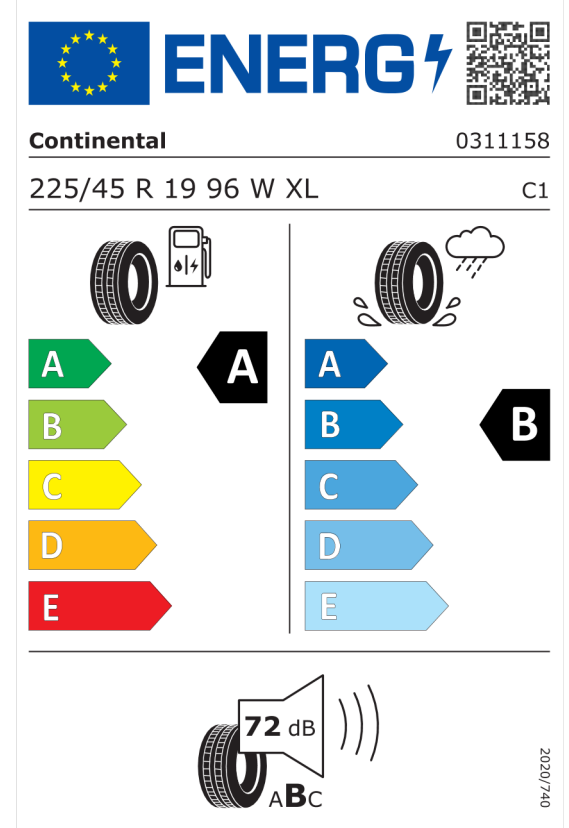 ENERG
Continental 0311158
225/45 R 19 96 W XL C1
A A A
B B B
C C
D D
E E
72 dB
ABC
2020/740